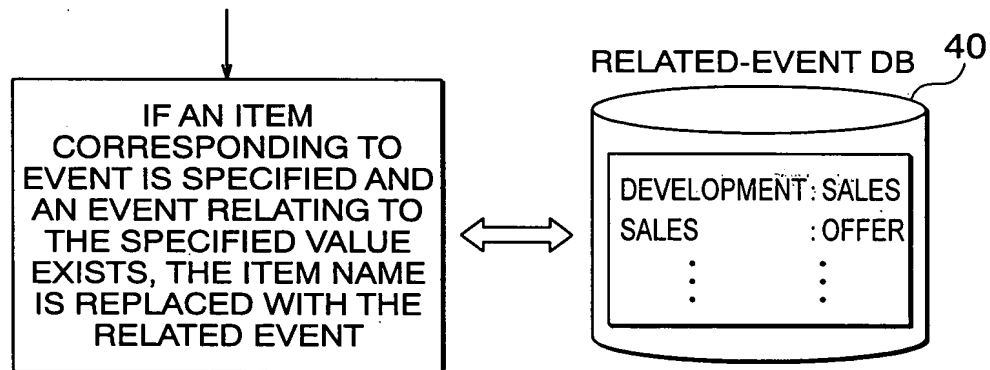 IF AN ITEM
CORRESPONDING TO
EVENT IS SPECIFIED AND
AN EVENT RELATING TO
THE SPECIFIED VALUE
EXISTS, THE ITEM NAME
IS REPLACED WITH THE
RELATED EVENT
RELATED-EVENT DB
40
DEVELOPMENT : SALES
SALES : OFFER